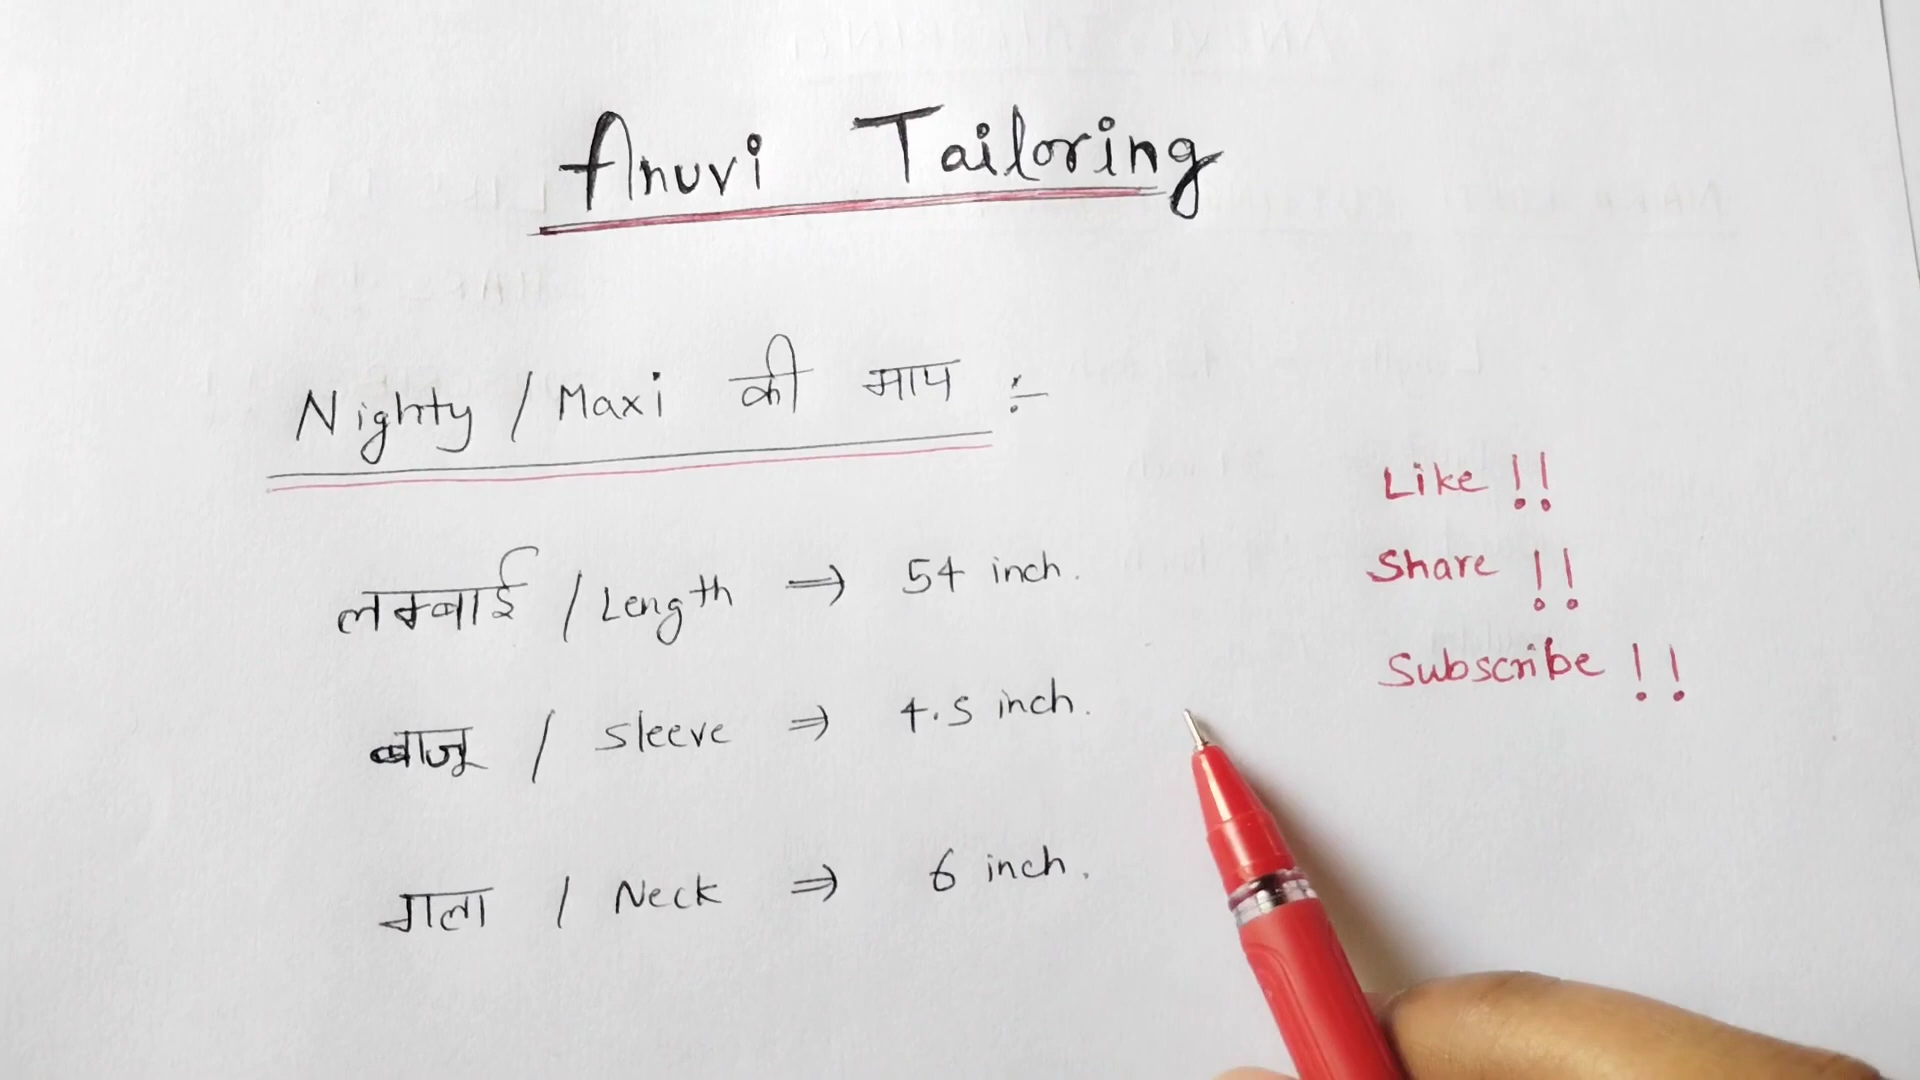 Anuvi Tailoring
Nighty / Maxi की माप :-
लम्बाई / Length ⇒ 54 inch.
बाजू / Sleeve ⇒ 4.5 inch.
गला / Neck ⇒ 6 inch.
Like !!
Share !!
Subscribe !!